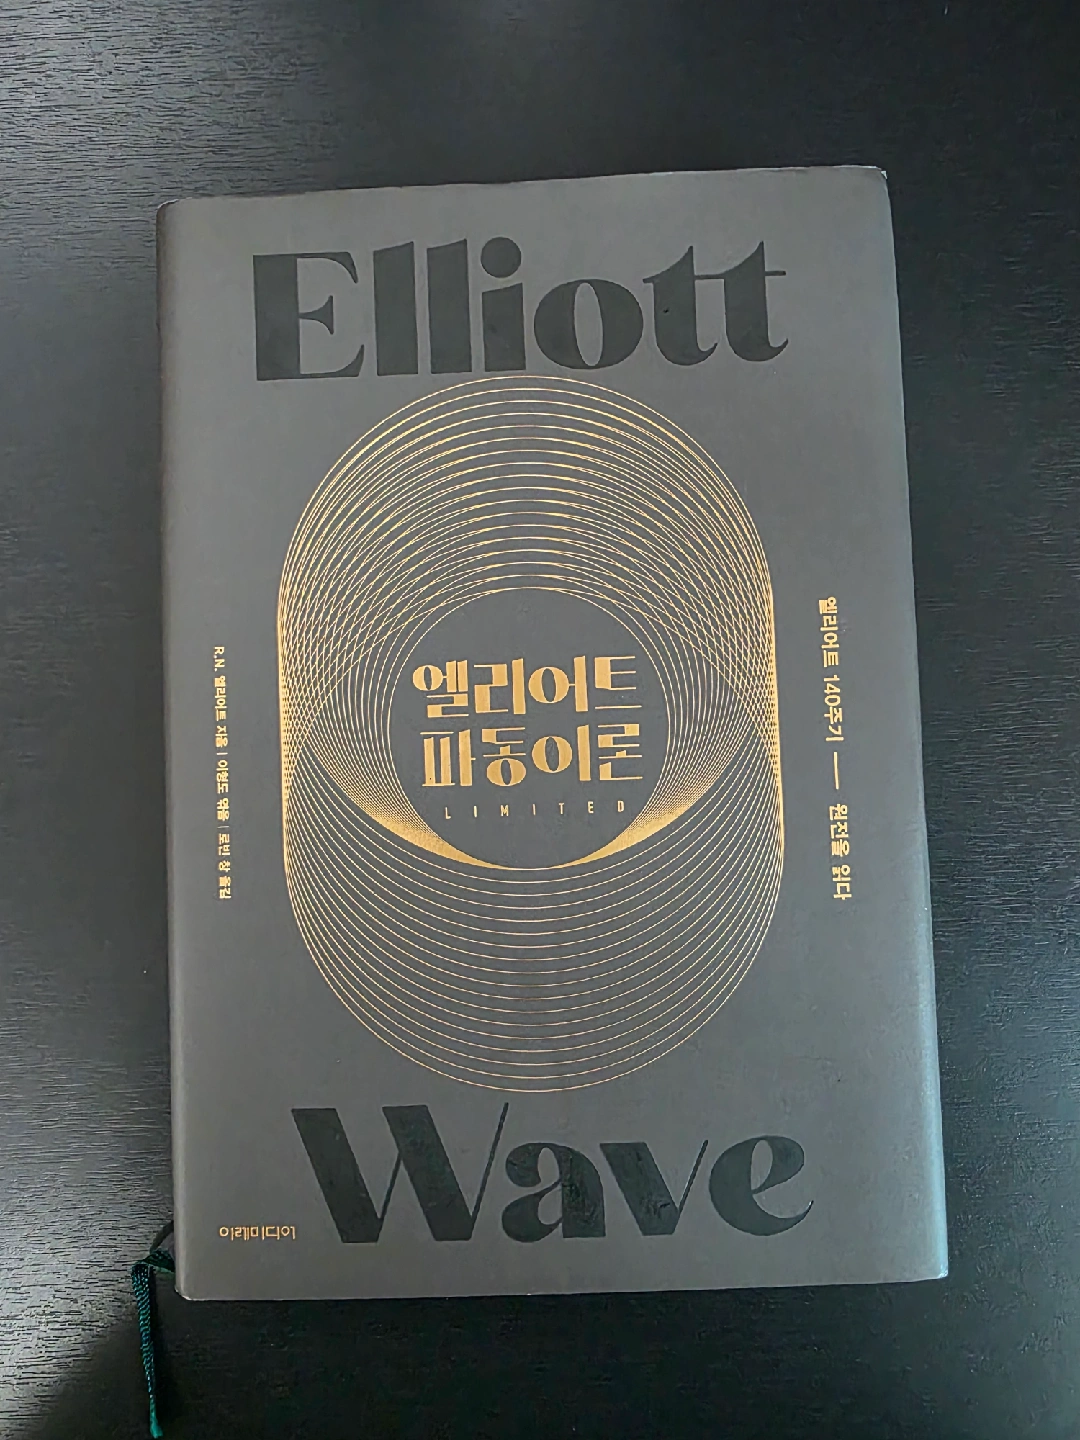 Elliott
엘리어트
파동이론
LIMITED
엘리어트 140주기 — 원전을 읽다
R.N. 엘리어트 지음 | 이형도 엮음 | 로빈 창 옮김
Wave
이레미디어